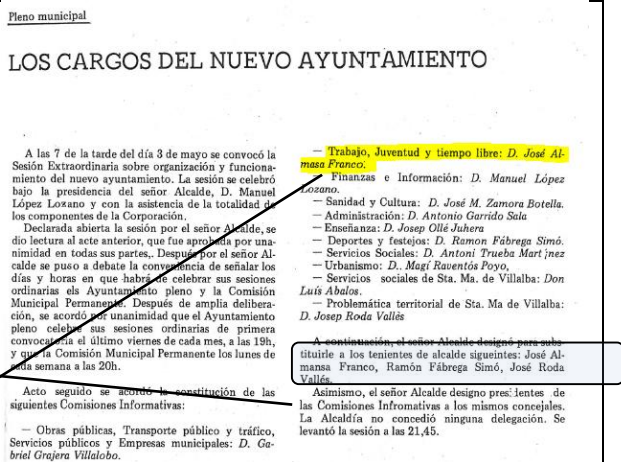 Pleno municipal
LOS CARGOS DEL NUEVO AYUNTAMIENTO
A las 7 de la tarde del día 3 de mayo se convocó la
Sesión Extraordinaria sobre organización y funciona-
miento del nuevo ayuntamiento. La sesión se celebró
bajo la presidencia del señor Alcalde, D. Manuel
López Lozano y con la asistencia de la totalidad de
los componentes de la Corporación.
Declarada abierta la sesión por el señor Alcalde, se
dio lectura al acte anterior, que fue aprobada por una-
nimidad en todas sus partes,. Después por el señor Al-
calde se puso a debate la conveniencia de señalar los
días y horas en que habrá de celebrar sus sesiones
ordinarias els Ayuntamiento pleno y la Comisión
Municipal Permanente. Después de amplia delibera-
ción, se acordó por unanimidad que el Ayuntamiento
pleno celebre sus sesiones ordinarias de primera
convocatoria el último viernes de cada mes, a las 19h,
y que la Comisión Municipal Permanente los lunes de
cada semana a las 20h.
Acto seguido se acordó la constitución de las
siguientes Comisiones Informativas:
— Obras públicas, Transporte público y tráfico,
Servicios públicos y Empresas municipales: D. Ga-
briel Grajera Villalobo.
— Trabajo, Juventud y tiempo libre: D. José Al-
masa Franco.
— Finanzas e Información: D. Manuel López
Lozano.
— Sanidad y Cultura: D. José M. Zamora Botella.
— Administración: D. Antonio Garrido Sala
— Enseñanza: D. Josep Ollé Juhera
— Deportes y festejos: D. Ramon Fábrega Simó.
— Servicios Sociales: D. Antoni Trueba Martínez
— Urbanismo: D.. Magí Raventós Poyo,
— Servicios sociales de Sta. Ma. de Villalba: Don
Luís Abalos.
— Problemática territorial de Sta. Ma de Villalba:
D. Josep Roda Vallès
A continuación, el señor Alcalde designó para subs-
tituirle a los tenientes de alcalde sigueintes: José Al-
mansa Franco, Ramón Fábrega Simó, José Roda
Vallés.
Asimismo, el señor Alcalde designo presidentes de
las Comisiones Infromativas a los mismos concejales.
La Alcaldía no concedió ninguna delegación. Se
levantó la sesión a las 21,45.